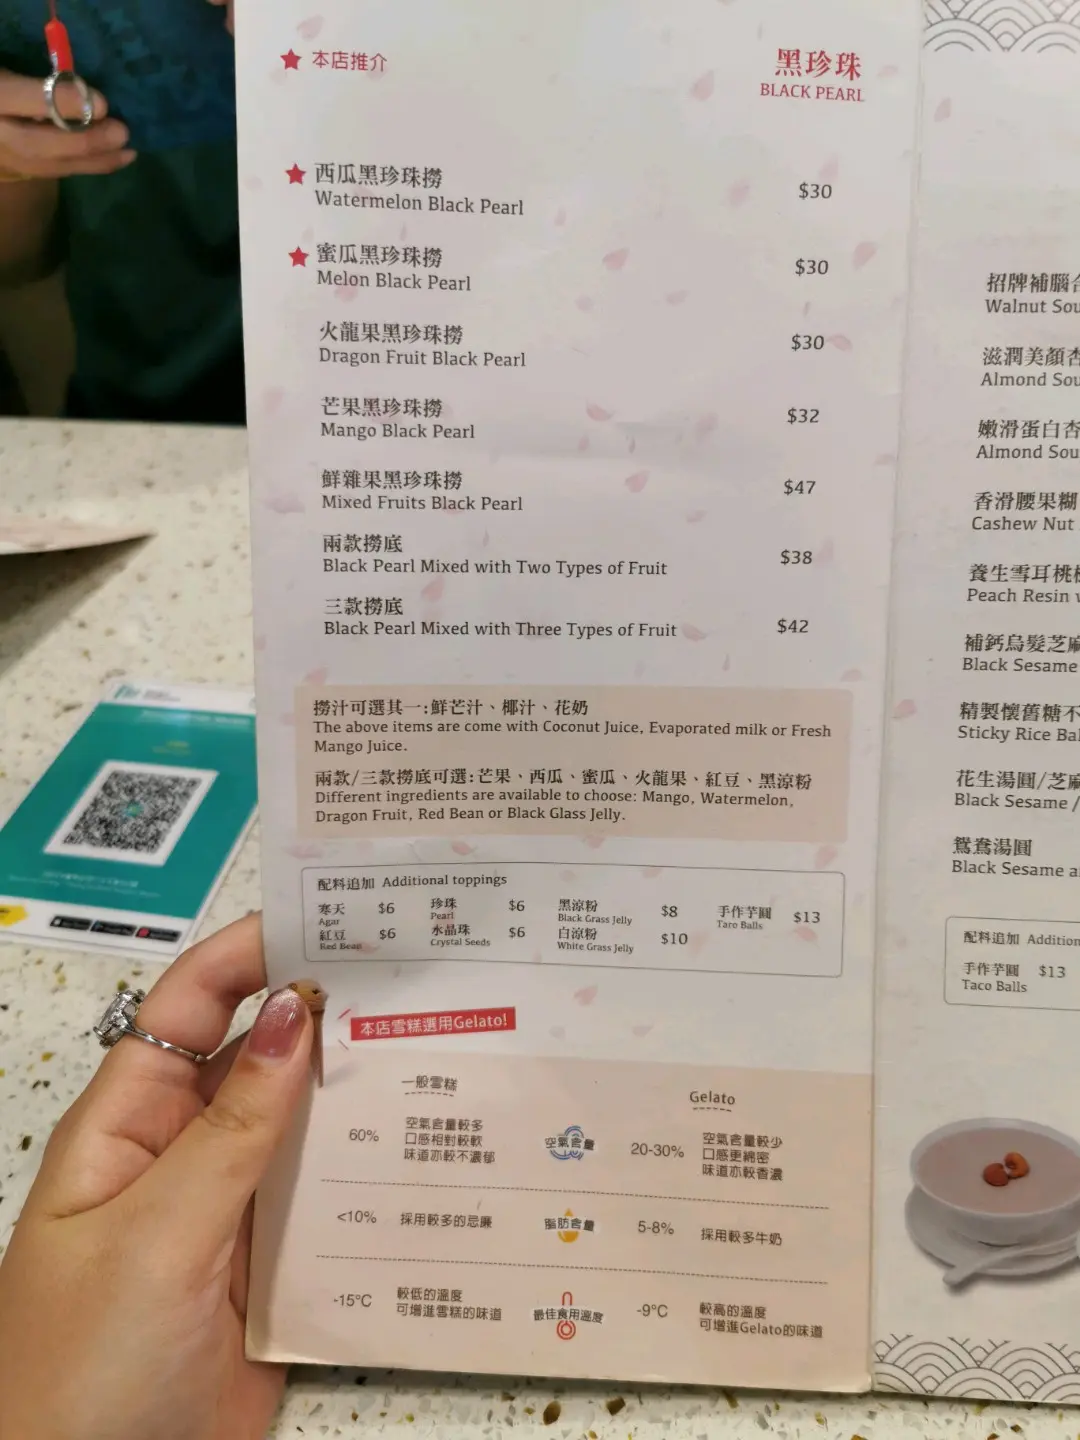 ★ 本店推介
黑珍珠
BLACK PEARL
★ 西瓜黑珍珠撈
Watermelon Black Pearl
$30
★ 蜜瓜黑珍珠撈
Melon Black Pearl
$30
火龍果黑珍珠撈
Dragon Fruit Black Pearl
$30
芒果黑珍珠撈
Mango Black Pearl
$32
鮮雜果黑珍珠撈
Mixed Fruits Black Pearl
$47
兩款撈底
Black Pearl Mixed with Two Types of Fruit
$38
三款撈底
Black Pearl Mixed with Three Types of Fruit
$42
撈汁可選其一:鮮芒汁、椰汁、花奶
The above items are come with Coconut Juice, Evaporated milk or Fresh
Mango Juice.
兩款/三款撈底可選:芒果、西瓜、蜜瓜、火龍果、紅豆、黑涼粉
Different ingredients are available to choose: Mango, Watermelon,
Dragon Fruit, Red Bean or Black Glass Jelly.
配料追加 Additional toppings
寒天 $6
Agar
紅豆 $6
Red Bean
珍珠 $6
Pearl
水晶珠 $6
Crystal Seeds
黑涼粉 $8
Black Grass Jelly
白涼粉 $10
White Grass Jelly
手作芋圓 $13
Taro Balls
本店雪糕選用Gelato!
一般雪糕
Gelato
60%
空氣含量較多
口感相對較軟
味道亦較不濃郁
空氣含量
20-30%
空氣含量較少
口感更綿密
味道亦較香濃
<10%
採用較多的忌廉
脂肪含量
5-8%
採用較多牛奶
-15°C
較低的溫度
可增進雪糕的味道
最佳食用溫度
-9°C
較高的溫度
可增進Gelato的味道
招牌補腦
Walnut Sou
滋潤美顏
Almond Sou
嫩滑蛋白杏
Almond Sou
香滑腰果糊
Cashew Nut
養生雪耳桃
Peach Resin
補鈣烏髮芝
Black Sesame
精製懷舊糖不
Sticky Rice Bal
花生湯圓/芝
Black Sesame /
鴛鴦湯圓
Black Sesame a
配料追加 Addition
手作芋圓 $13
Taco Balls